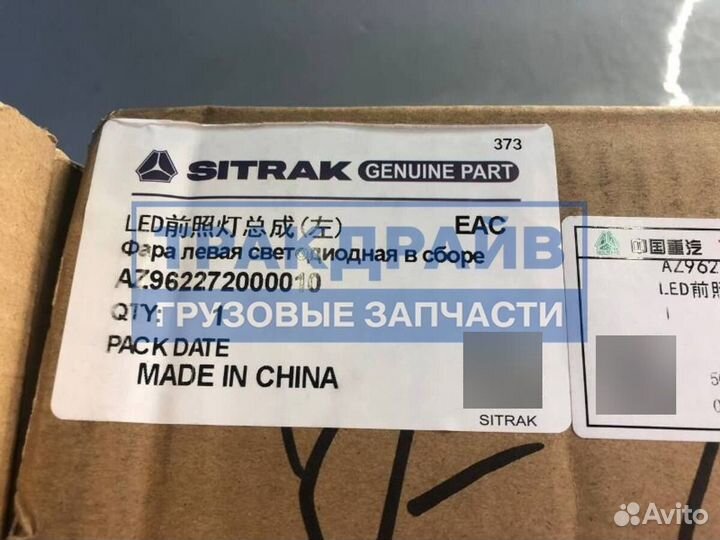 373
SITRAK GENUINE PART
LED前照灯总成(左) EAC
Фара левая светодиодная в сборе
ТРАКДРАЙВ
AZ962272000010
ГРУЗОВЫЕ ЗАПЧАСТИ
QTY: 1
PACK DATE
MADE IN CHINA
SITRAK
中国重汽
AZ962
LED前照
1
Avito